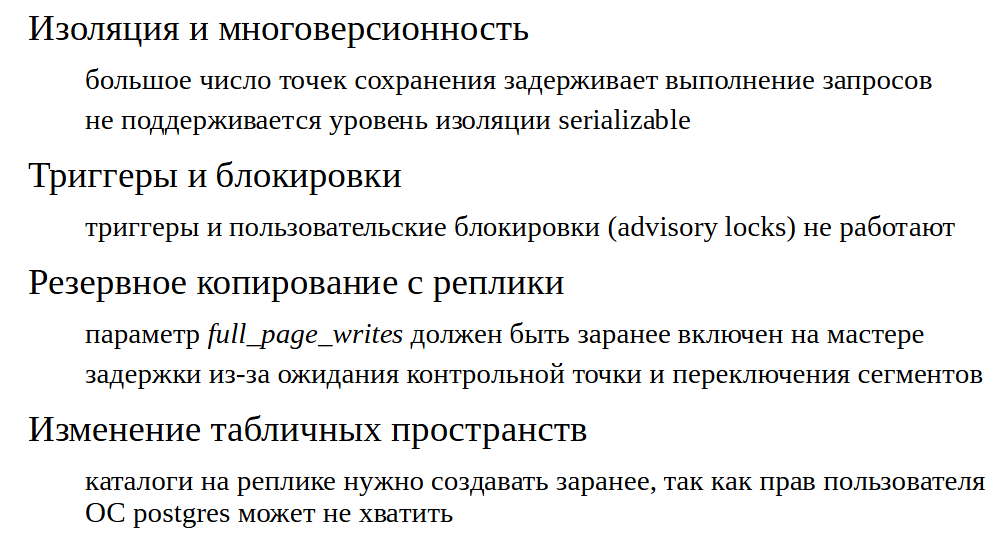 Изоляция и многоверсионность
большое число точек сохранения задерживает выполнение запросов
не поддерживается уровень изоляции serializable
Триггеры и блокировки
триггеры и пользовательские блокировки (advisory locks) не работают
Резервное копирование с реплики
параметр full_page_writes должен быть заранее включен на мастере
задержки из-за ожидания контрольной точки и переключения сегментов
Изменение табличных пространств
каталоги на реплике нужно создавать заранее, так как прав пользователя
ОС postgres может не хватить